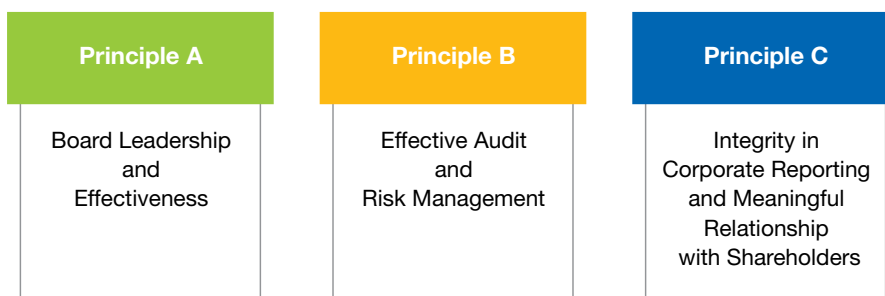 Principle A
Board Leadership
and
Effectiveness
Principle B
Effective Audit
and
Risk Management
Principle C
Integrity in
Corporate Reporting
and Meaningful
Relationship
with Shareholders